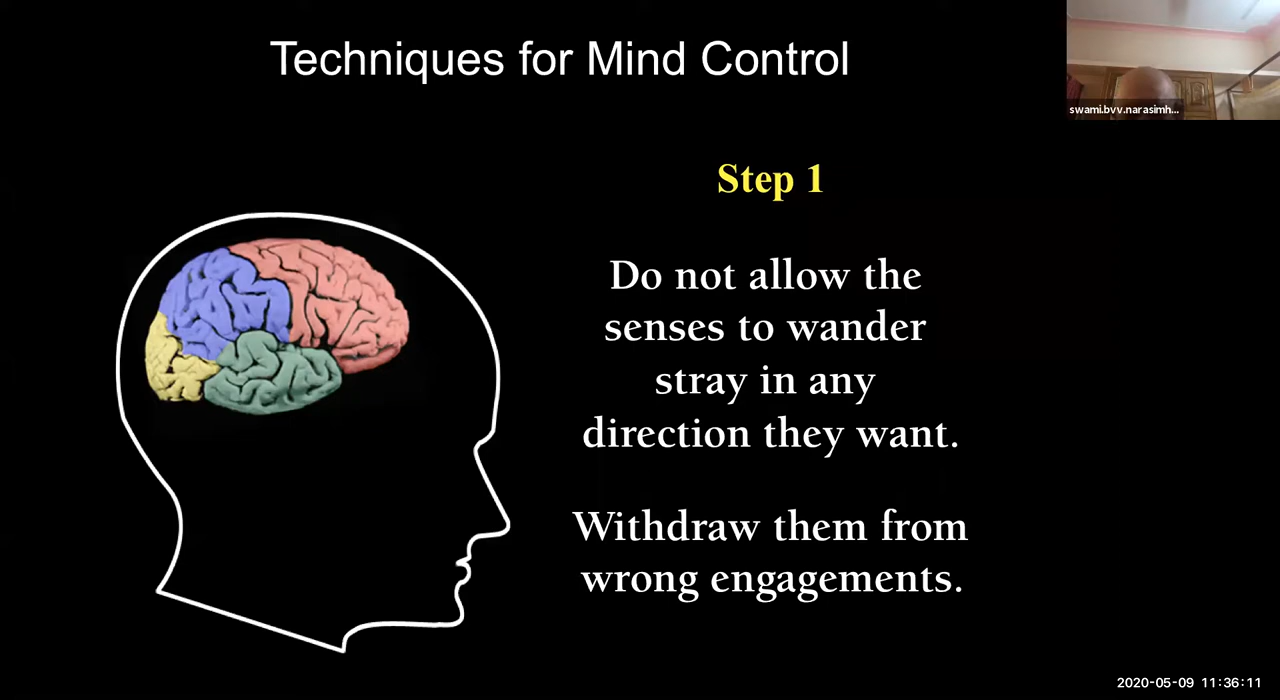 Techniques for Mind Control
swami.bvv.narasimh...
Step 1
Do not allow the
senses to wander
stray in any
direction they want.
Withdraw them from
wrong engagements.
2020-05-09 11:36:11